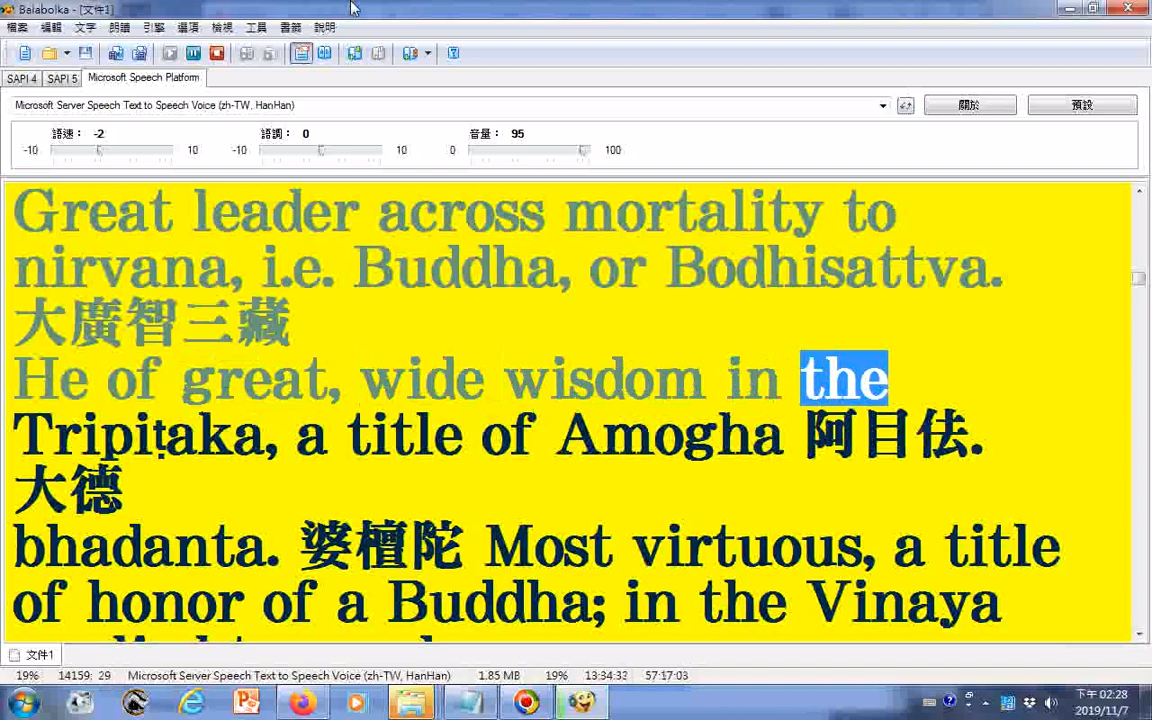 Balabolka - [文件1]
檔案 編輯 文字 朗讀 引擎 選項 檢視 工具 書籤 說明
SAPI 4 SAPI 5 Microsoft Speech Platform
Microsoft Server Speech Text to Speech Voice (zh-TW, HanHan) 關於 預設
語速： -2 語調： 0 音量： 95
-10 10 -10 10 0 100
Great leader across mortality to
nirvana, i.e. Buddha, or Bodhisattva.
大廣智三藏
He of great, wide wisdom in the
Tripiṭaka, a title of Amogha 阿目佉.
大德
bhadanta. 婆檀陀 Most virtuous, a title
of honor of a Buddha; in the Vinaya
文件1
19% 14159: 29 Microsoft Server Speech Text to Speech Voice (zh-TW, HanHan) 1.85 MB 19% 13:34:33 57:17:03
下午 02:28
2019/11/7